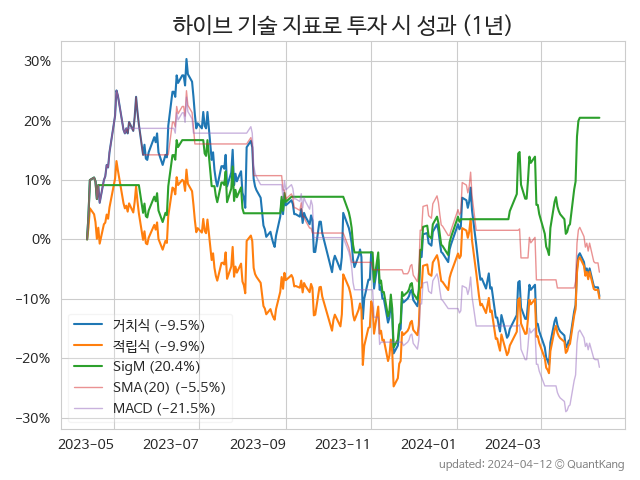 하이브 기술 지표로 투자 시 성과 (1년)
30%
20%
10%
0%
−10%
−20%
−30%
거치식 (−9.5%)
적립식 (−9.9%)
SigM (20.4%)
SMA(20) (−5.5%)
MACD (−21.5%)
2023-05 2023-07 2023-09 2023-11 2024-01 2024-03
updated: 2024-04-12 ⓒ QuantKang